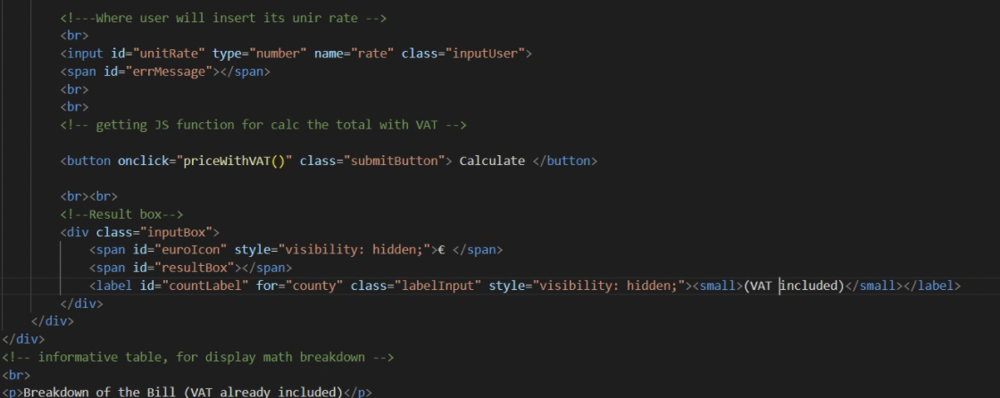 <!---Where user will insert its unir rate -->
<br>
<input id="unitRate" type="number" name="rate" class="inputUser">
<span id="errMessage"></span>
<br>
<br>
<!-- getting JS function for calc the total with VAT -->
<button onclick="priceWithVAT()" class="submitButton"> Calculate </button>
<br><br>
<!--Result box-->
<div class="inputBox">
<span id="euroIcon" style="visibility: hidden;">€ </span>
<span id="resultBox"></span>
<label id="countLabel" for="county" class="labelInput" style="visibility: hidden;"><small>(VAT included)</small></label>
</div>
</div>
</div>
<!-- informative table, for display math breakdown -->
<br>
<p>Breakdown of the Bill (VAT already included)</p>